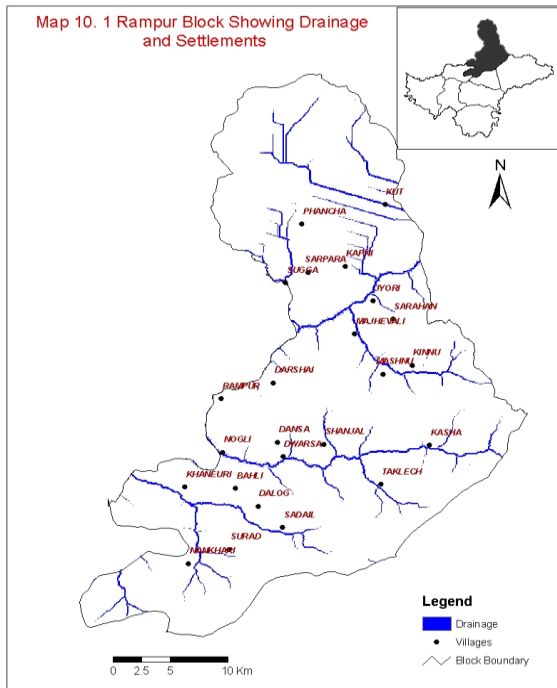 Map 10. 1 Rampur Block Showing Drainage
and Settlements
N
KUT
PHANCHA
KAPHI
SARPARA
SUGGA
JYORI
SARAHAN
MAJHEVALI
KINNU
MASHNU
DARSHAI
RAMPUR
DANSA
SHANJAL
NOGLI
DWARSA
KASHA
KHANEURI
BAHLI
TAKLECH
DALOG
SADAIL
SURAD
NANKHARI
Legend
Drainage
Villages
Block Boundary
0 2.5 5 10 Km